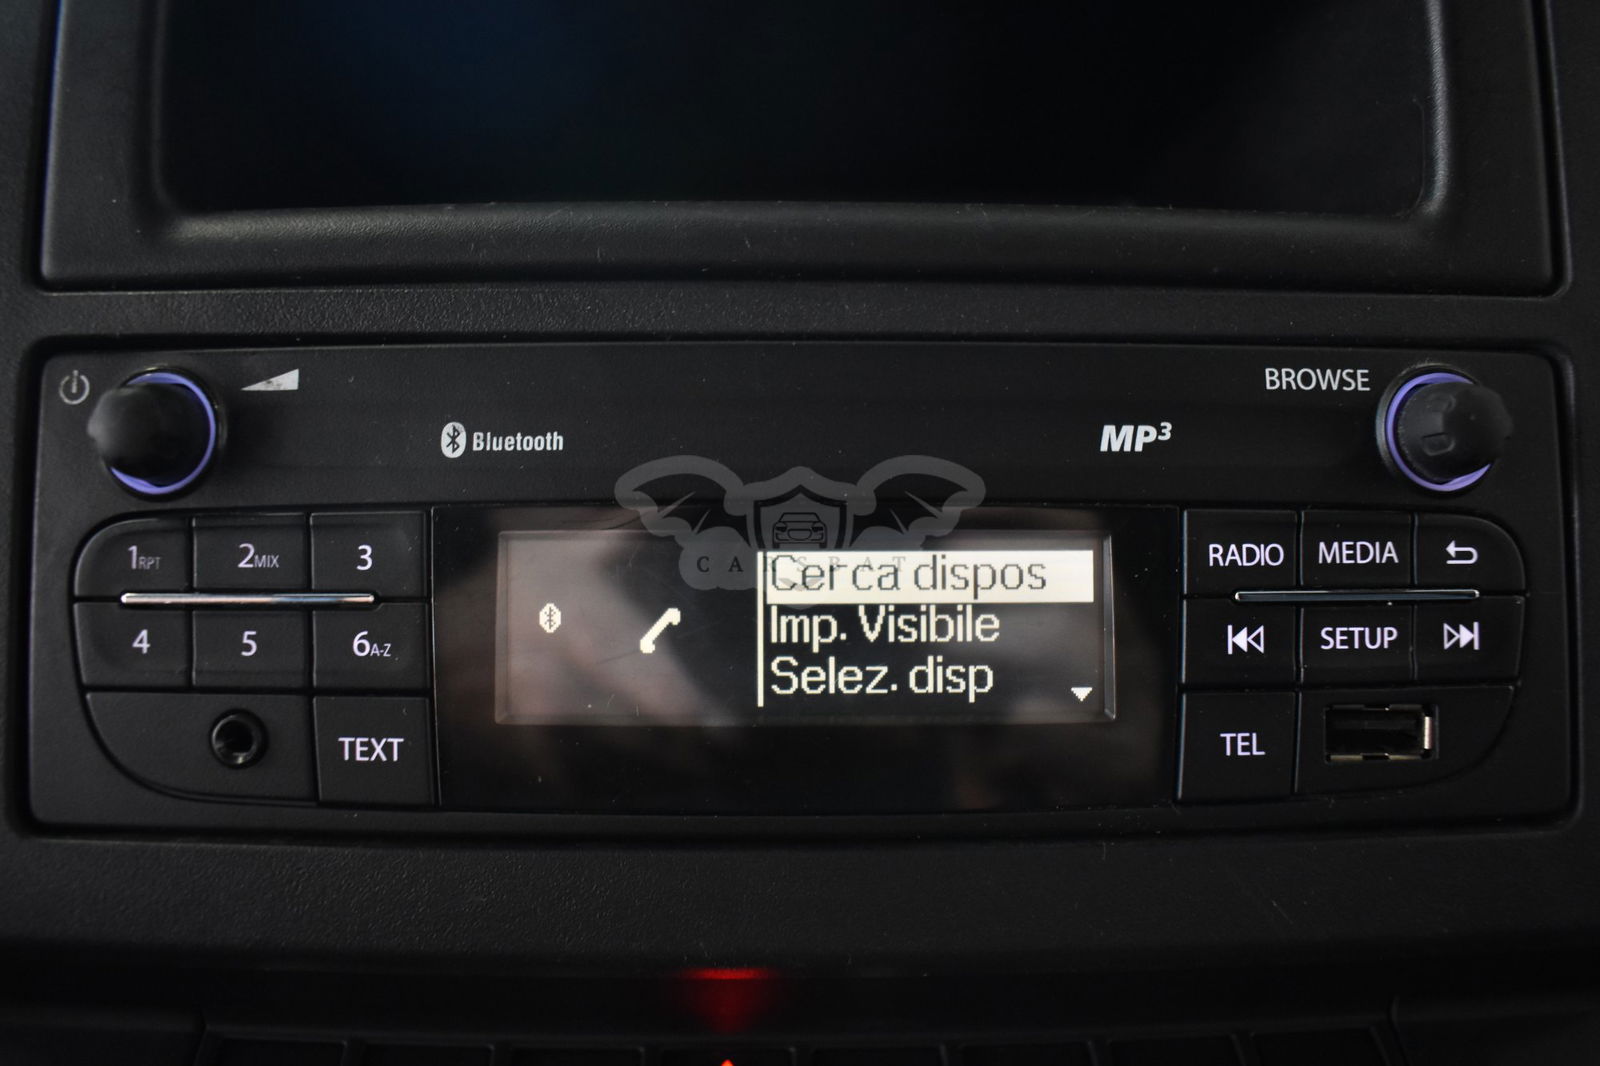 BROWSE
Bluetooth
MP3
CARSBAT
1RPT
2MIX
3
4
5
6A-Z
TEXT
Cerca dispos
Imp. Visibile
Selez. disp
RADIO
MEDIA
SETUP
TEL